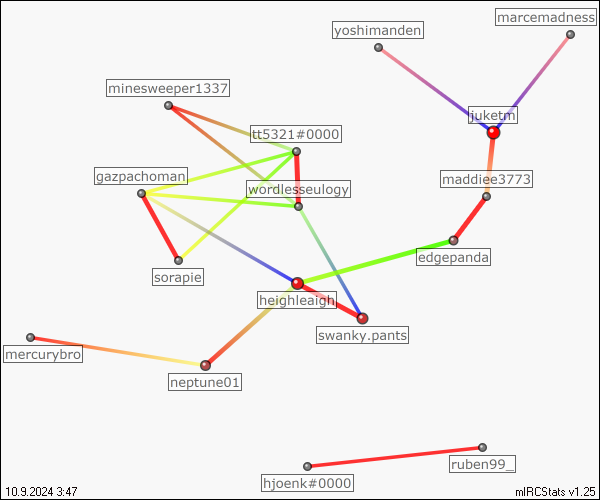 marcemadness
yoshimanden
minesweeper1337
juketm
tt5321#0000
gazpachoman
maddiee3773
wordlesseulogy
edgepanda
sorapie
heighleaigh
swanky.pants
mercurybro
neptune01
ruben99_
hjoenk#0000
10.9.2024 3:47
mIRCStats v1.25